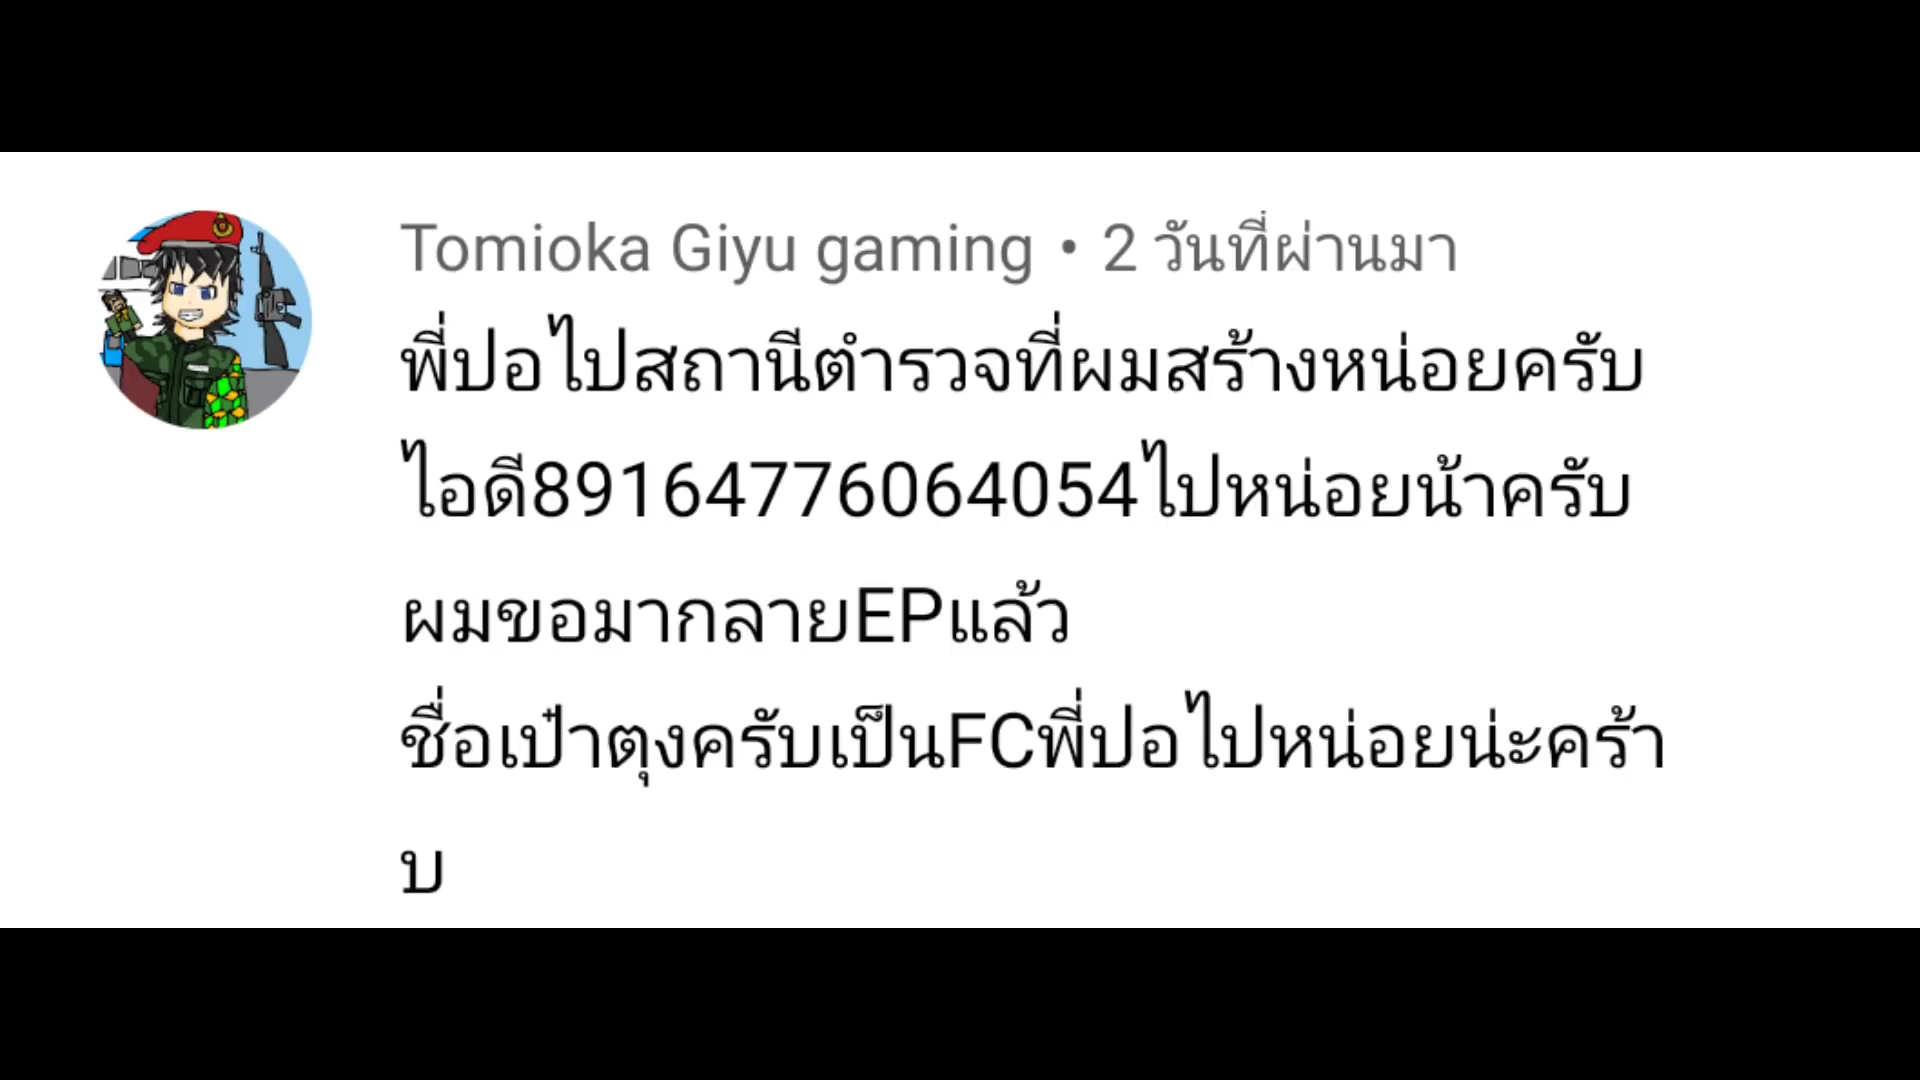 Tomioka Giyu gaming • 2 วันที่ผ่านมา
พี่ปอไปสถานีตำรวจที่ผมสร้างหน่อยครับ
ไอดี89164776064054ไปหน่อยน้าครับ
ผมขอมากลายEPแล้ว
ชื่อเป๋าตุงครับเป็นFCพี่ปอไปหน่อยน่ะคร้า
บ